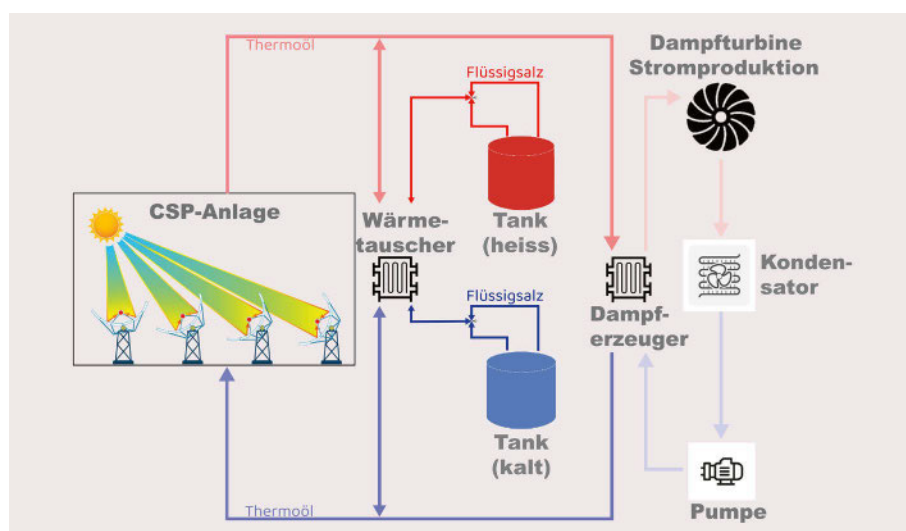 Thermoöl
Dampfturbine
Stromproduktion
Flüssigsalz
CSP-Anlage
Wärme-
tauscher
Tank
(heiss)
Konden-
sator
Flüssigsalz
Dampf-
erzeuger
Tank
(kalt)
Thermoöl
Pumpe